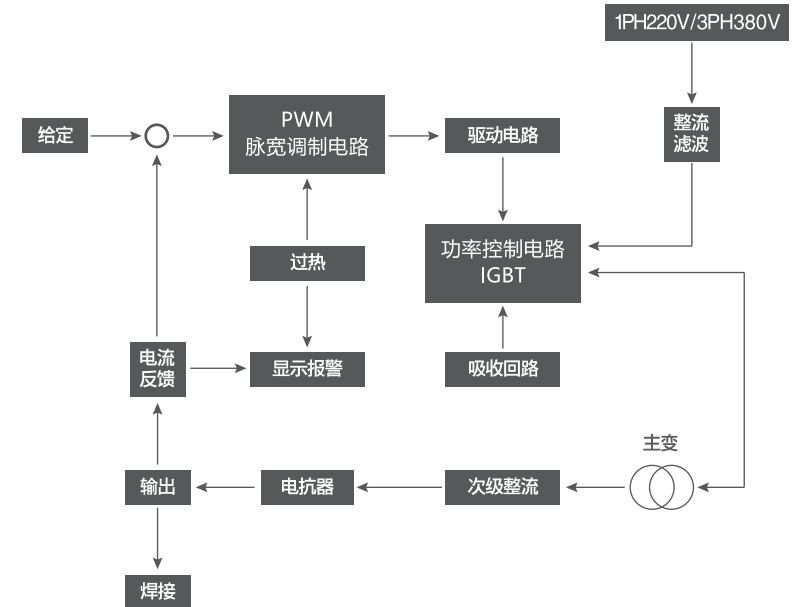 1PH220V/3PH380V
给定
PWM
脉宽调制电路
驱动电路
整流
滤波
功率控制电路
IGBT
过热
电流
反馈
显示报警
吸收回路
主变
输出
电抗器
次级整流
焊接